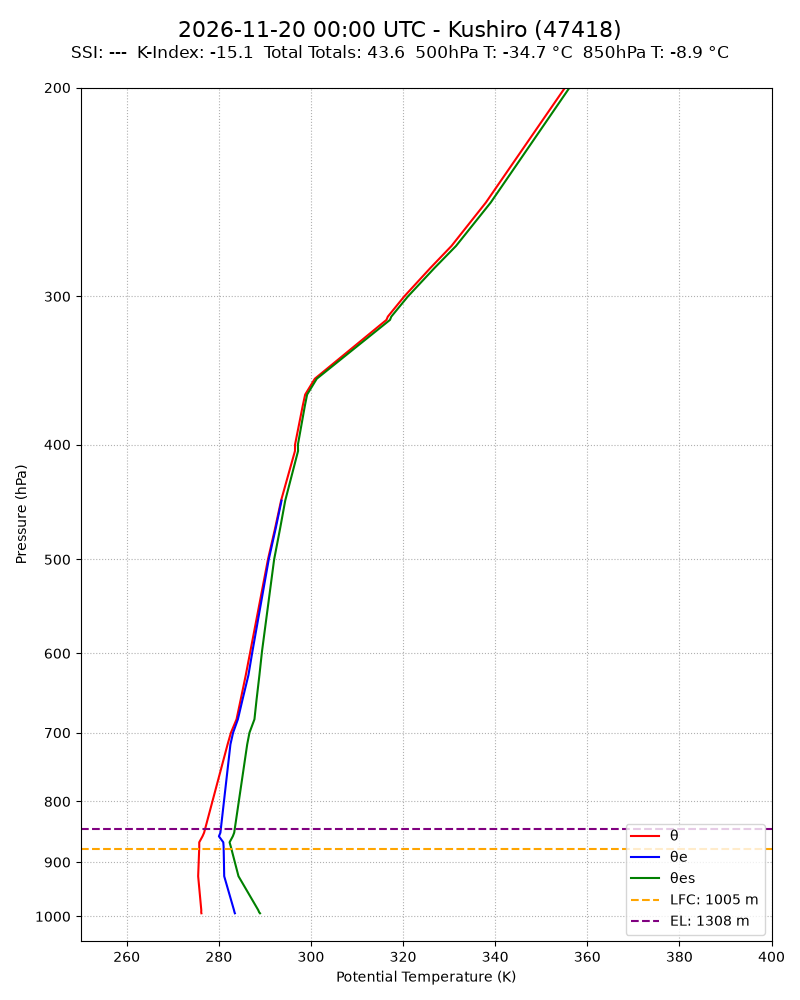 2026-11-20 00:00 UTC - Kushiro (47418)
SSI: ---  K-Index: -15.1  Total Totals: 43.6  500hPa T: -34.7 °C  850hPa T: -8.9 °C
200
300
400
500
600
700
800
900
1000
Pressure (hPa)
260 280 300 320 340 360 380 400
Potential Temperature (K)
θ
θe
θes
LFC: 1005 m
EL: 1308 m